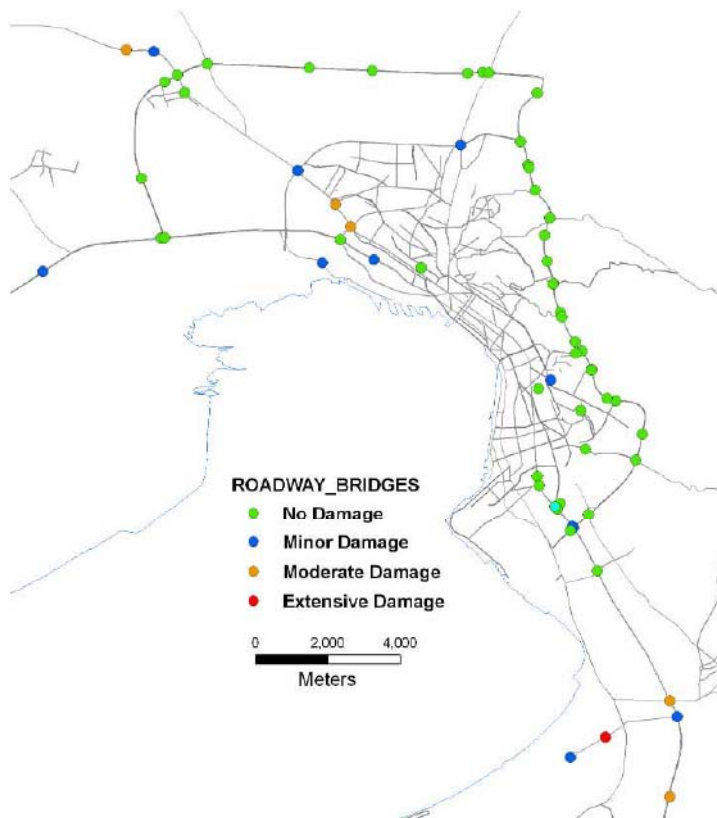 ROADWAY_BRIDGES
No Damage
Minor Damage
Moderate Damage
Extensive Damage
0 2,000 4,000
Meters